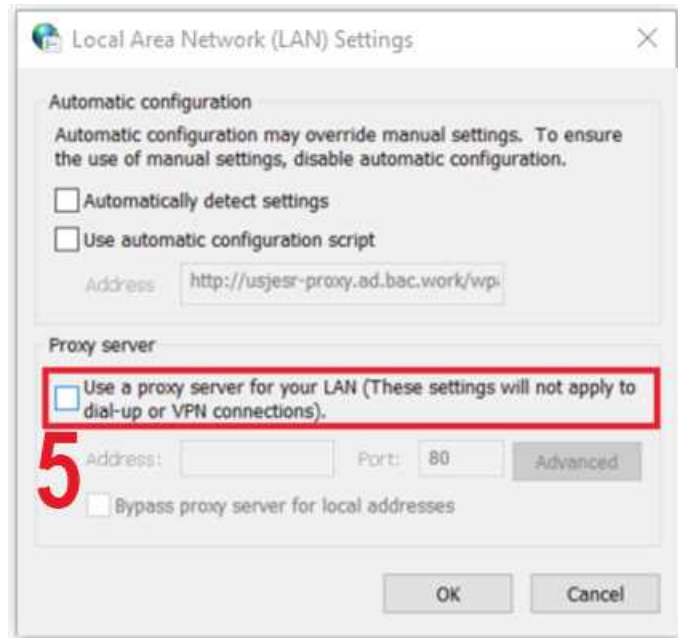 Local Area Network (LAN) Settings
Automatic configuration
Automatic configuration may override manual settings. To ensure
the use of manual settings, disable automatic configuration.
Automatically detect settings
Use automatic configuration script
Address http://usjesr-proxy.ad.bac.work/wp
Proxy server
Use a proxy server for your LAN (These settings will not apply to
dial-up or VPN connections).
5
Address: Port: 80 Advanced
Bypass proxy server for local addresses
OK Cancel